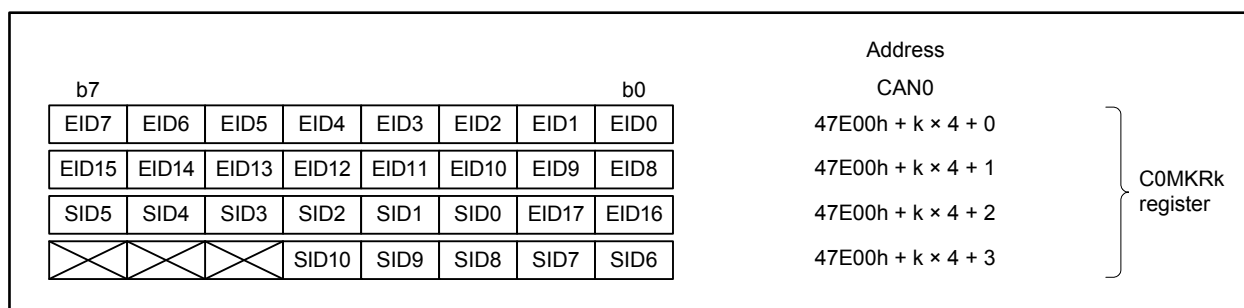 Address
b7 b0 CAN0
EID7 EID6 EID5 EID4 EID3 EID2 EID1 EID0 47E00h + k × 4 + 0
EID15 EID14 EID13 EID12 EID11 EID10 EID9 EID8 47E00h + k × 4 + 1
SID5 SID4 SID3 SID2 SID1 SID0 EID17 EID16 47E00h + k × 4 + 2
SID10 SID9 SID8 SID7 SID6 47E00h + k × 4 + 3
C0MKRk
register